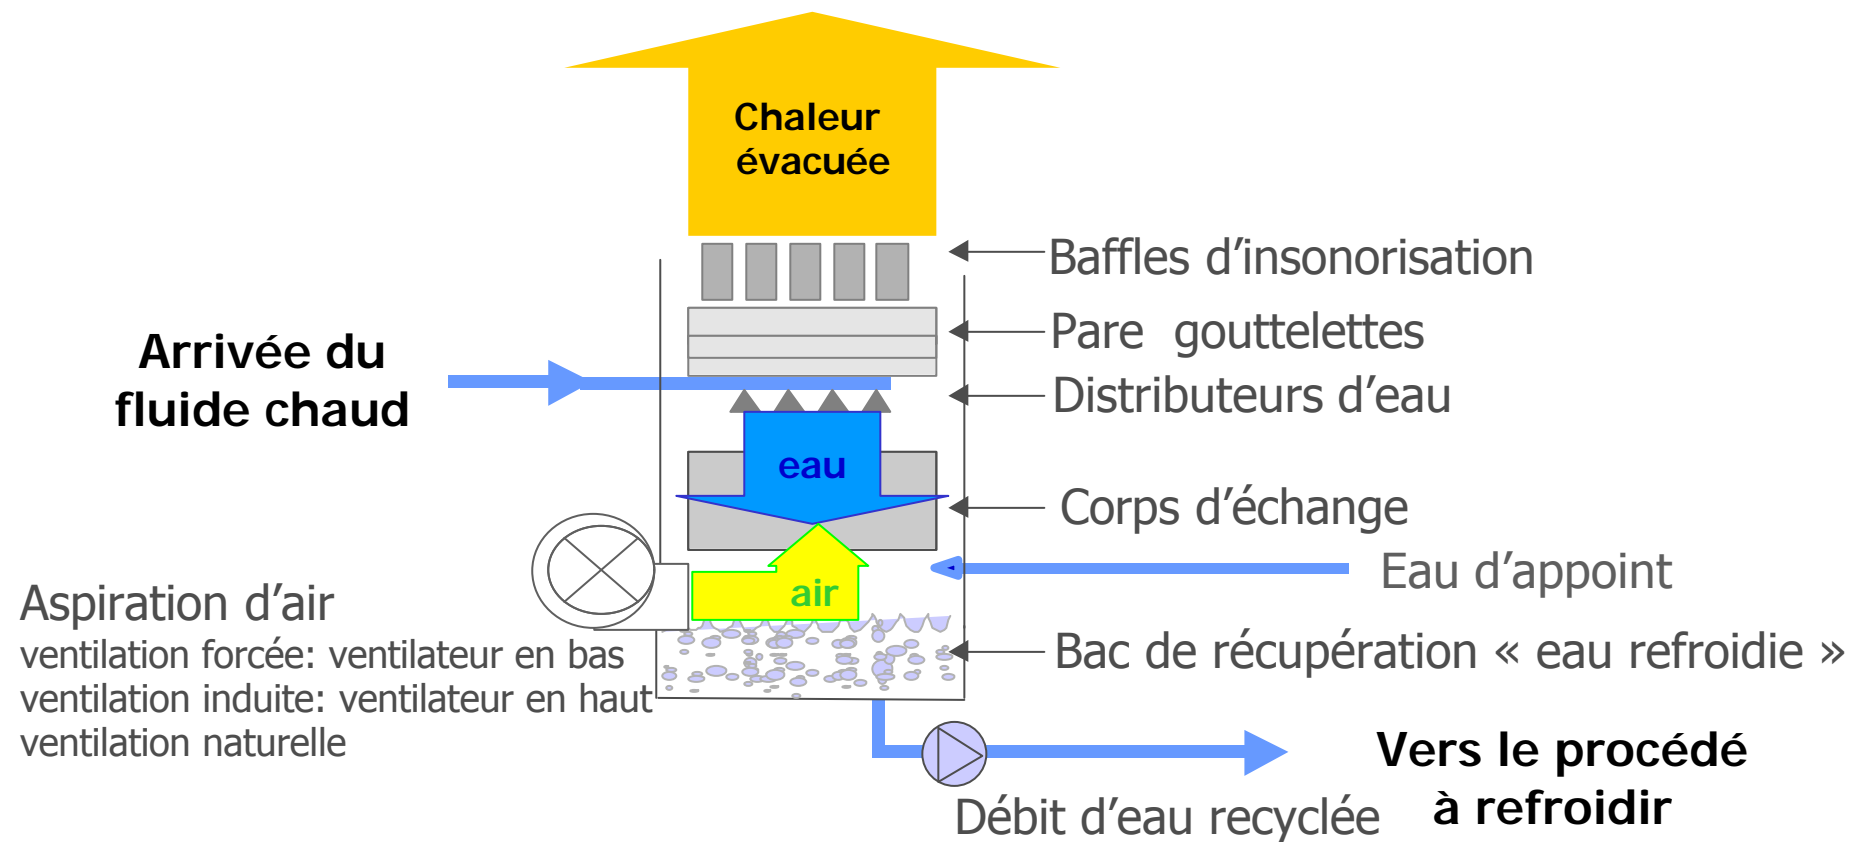 Chaleur
évacuée
Baffles d’insonorisation
Pare gouttelettes
Arrivée du
fluide chaud
Distributeurs d’eau
eau
Corps d’échange
air
Eau d’appoint
Aspiration d’air
ventilation forcée: ventilateur en bas
ventilation induite: ventilateur en haut
ventilation naturelle
Bac de récupération « eau refroidie »
Vers le procédé
à refroidir
Débit d’eau recyclée